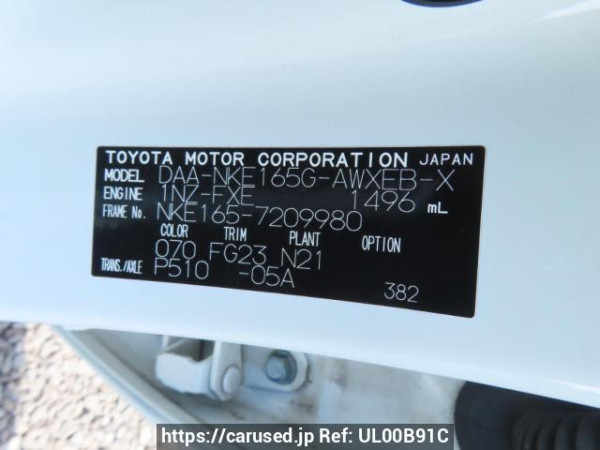 TOYOTA MOTOR CORPORATION JAPAN
MODEL DAA-NKE165G-AWXEB-X
ENGINE 1NZ-FXE 1496 mL
FRAME No. NKE165-7209980
COLOR TRIM PLANT OPTION
070 FG23 N21
TRANS./AXLE P510 -05A
382
https://carused.jp Ref: UL00B91C